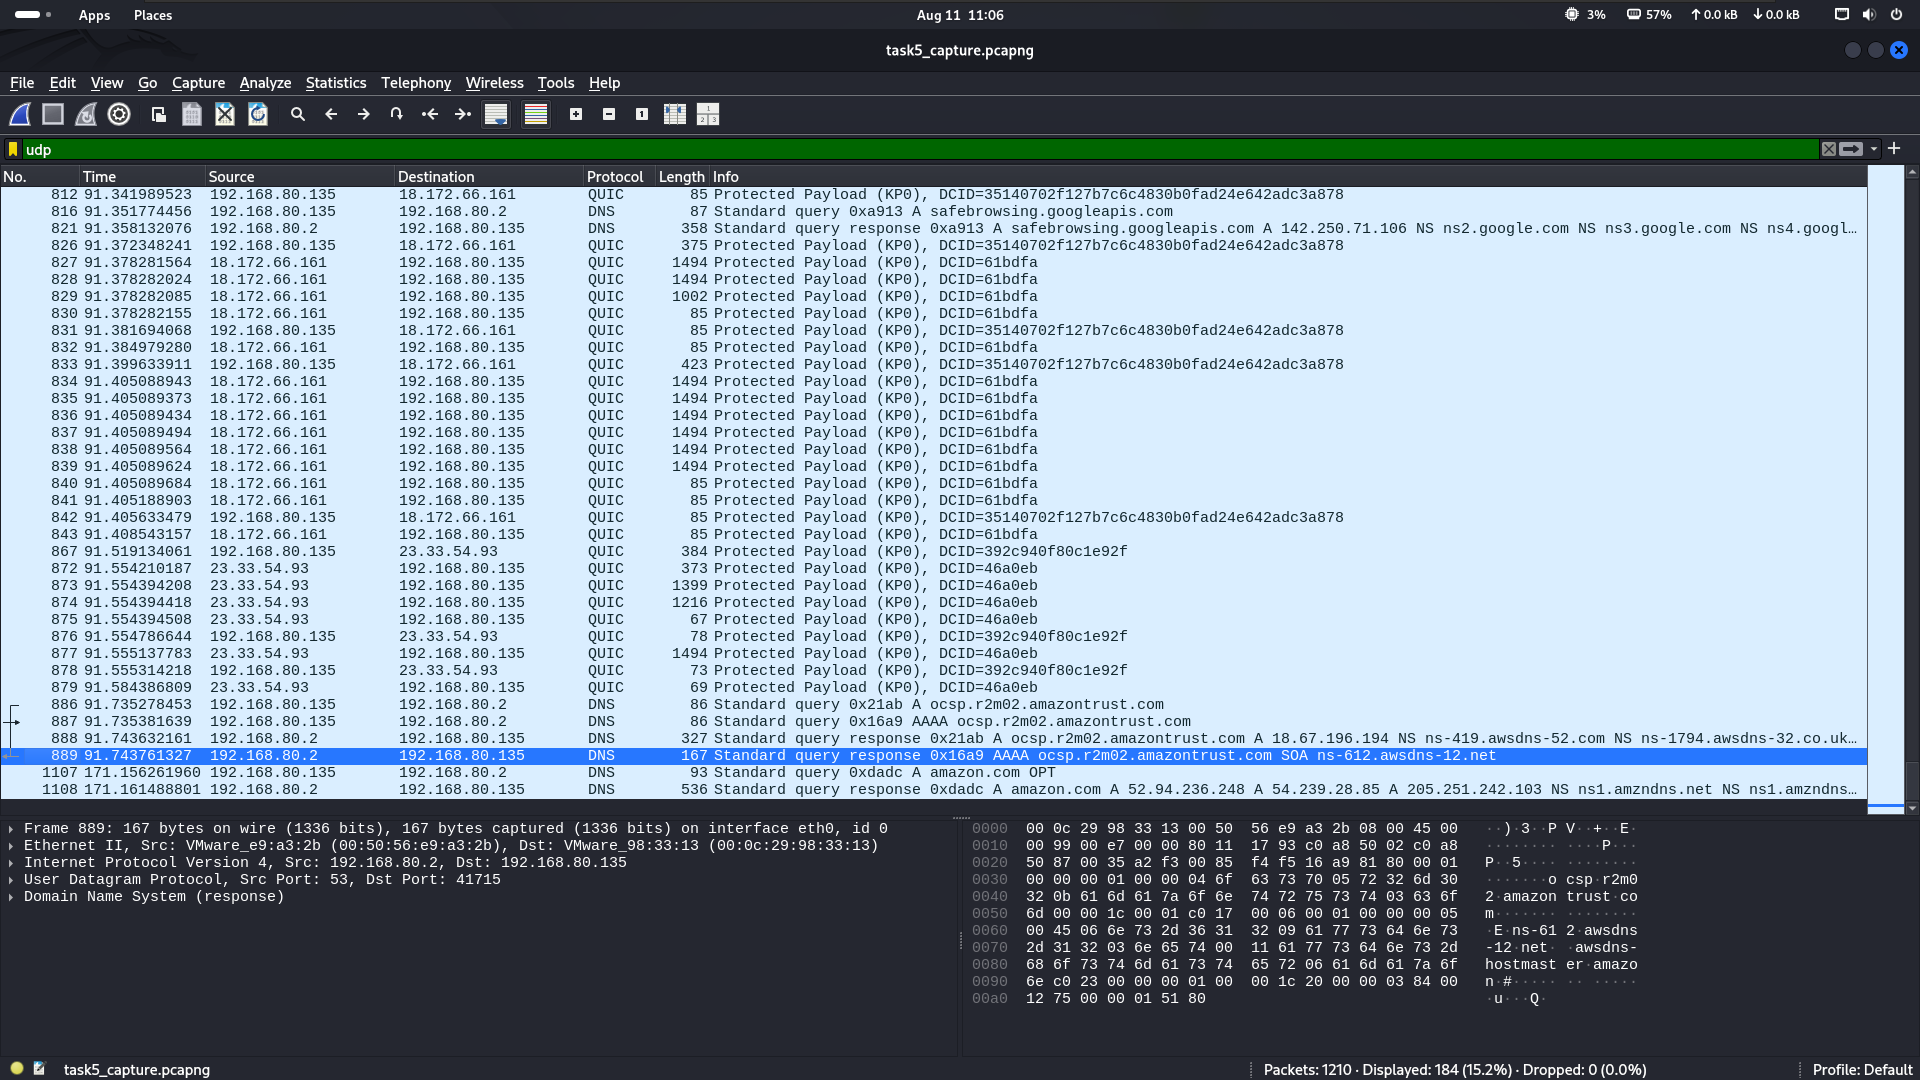 Apps Places Aug 11 11:06 3% 57% 0.0 kB 0.0 kB
task5_capture.pcapng
File Edit View Go Capture Analyze Statistics Telephony Wireless Tools Help
udp
No. Time Source Destination Protocol Length Info
812 91.341989523 192.168.80.135 18.172.66.161 QUIC 85 Protected Payload (KP0), DCID=35140702f127b7c6c4830b0fad24e642adc3a878
816 91.351774456 192.168.80.135 192.168.80.2 DNS 87 Standard query 0xa913 A safebrowsing.googleapis.com
821 91.358132076 192.168.80.2 192.168.80.135 DNS 358 Standard query response 0xa913 A safebrowsing.googleapis.com A 142.250.71.106 NS ns2.google.com NS ns3.google.com NS ns4.googl…
826 91.372348241 192.168.80.135 18.172.66.161 QUIC 375 Protected Payload (KP0), DCID=35140702f127b7c6c4830b0fad24e642adc3a878
827 91.378281564 18.172.66.161 192.168.80.135 QUIC 1494 Protected Payload (KP0), DCID=61bdfa
828 91.378282024 18.172.66.161 192.168.80.135 QUIC 1494 Protected Payload (KP0), DCID=61bdfa
829 91.378282085 18.172.66.161 192.168.80.135 QUIC 1002 Protected Payload (KP0), DCID=61bdfa
830 91.378282155 18.172.66.161 192.168.80.135 QUIC 85 Protected Payload (KP0), DCID=61bdfa
831 91.381694068 192.168.80.135 18.172.66.161 QUIC 85 Protected Payload (KP0), DCID=35140702f127b7c6c4830b0fad24e642adc3a878
832 91.384979280 18.172.66.161 192.168.80.135 QUIC 85 Protected Payload (KP0), DCID=61bdfa
833 91.399633911 192.168.80.135 18.172.66.161 QUIC 423 Protected Payload (KP0), DCID=35140702f127b7c6c4830b0fad24e642adc3a878
834 91.405088943 18.172.66.161 192.168.80.135 QUIC 1494 Protected Payload (KP0), DCID=61bdfa
835 91.405089373 18.172.66.161 192.168.80.135 QUIC 1494 Protected Payload (KP0), DCID=61bdfa
836 91.405089434 18.172.66.161 192.168.80.135 QUIC 1494 Protected Payload (KP0), DCID=61bdfa
837 91.405089494 18.172.66.161 192.168.80.135 QUIC 1494 Protected Payload (KP0), DCID=61bdfa
838 91.405089564 18.172.66.161 192.168.80.135 QUIC 1494 Protected Payload (KP0), DCID=61bdfa
839 91.405089624 18.172.66.161 192.168.80.135 QUIC 1494 Protected Payload (KP0), DCID=61bdfa
840 91.405089684 18.172.66.161 192.168.80.135 QUIC 85 Protected Payload (KP0), DCID=61bdfa
841 91.405188903 18.172.66.161 192.168.80.135 QUIC 85 Protected Payload (KP0), DCID=61bdfa
842 91.405633479 192.168.80.135 18.172.66.161 QUIC 85 Protected Payload (KP0), DCID=35140702f127b7c6c4830b0fad24e642adc3a878
843 91.408543157 18.172.66.161 192.168.80.135 QUIC 85 Protected Payload (KP0), DCID=61bdfa
867 91.519134061 192.168.80.135 23.33.54.93 QUIC 384 Protected Payload (KP0), DCID=392c940f80c1e92f
872 91.554210187 23.33.54.93 192.168.80.135 QUIC 373 Protected Payload (KP0), DCID=46a0eb
873 91.554394208 23.33.54.93 192.168.80.135 QUIC 1399 Protected Payload (KP0), DCID=46a0eb
874 91.554394418 23.33.54.93 192.168.80.135 QUIC 1216 Protected Payload (KP0), DCID=46a0eb
875 91.554394508 23.33.54.93 192.168.80.135 QUIC 67 Protected Payload (KP0), DCID=46a0eb
876 91.554786644 192.168.80.135 23.33.54.93 QUIC 78 Protected Payload (KP0), DCID=392c940f80c1e92f
877 91.555137783 23.33.54.93 192.168.80.135 QUIC 1494 Protected Payload (KP0), DCID=46a0eb
878 91.555314218 192.168.80.135 23.33.54.93 QUIC 73 Protected Payload (KP0), DCID=392c940f80c1e92f
879 91.584386809 23.33.54.93 192.168.80.135 QUIC 69 Protected Payload (KP0), DCID=46a0eb
886 91.735278453 192.168.80.135 192.168.80.2 DNS 86 Standard query 0x21ab A ocsp.r2m02.amazontrust.com
887 91.735381639 192.168.80.135 192.168.80.2 DNS 86 Standard query 0x16a9 AAAA ocsp.r2m02.amazontrust.com
888 91.743632161 192.168.80.2 192.168.80.135 DNS 327 Standard query response 0x21ab A ocsp.r2m02.amazontrust.com A 18.67.196.194 NS ns-419.awsdns-52.com NS ns-1794.awsdns-32.co.uk…
889 91.743761327 192.168.80.2 192.168.80.135 DNS 167 Standard query response 0x16a9 AAAA ocsp.r2m02.amazontrust.com SOA ns-612.awsdns-12.net
1107 171.156261960 192.168.80.135 192.168.80.2 DNS 93 Standard query 0xdadc A amazon.com OPT
1108 171.161488801 192.168.80.2 192.168.80.135 DNS 536 Standard query response 0xdadc A amazon.com A 52.94.236.248 A 54.239.28.85 A 205.251.242.103 NS ns1.amzndns.net NS ns1.amzndns…
Frame 889: 167 bytes on wire (1336 bits), 167 bytes captured (1336 bits) on interface eth0, id 0
Ethernet II, Src: VMware_e9:a3:2b (00:50:56:e9:a3:2b), Dst: VMware_98:33:13 (00:0c:29:98:33:13)
Internet Protocol Version 4, Src: 192.168.80.2, Dst: 192.168.80.135
User Datagram Protocol, Src Port: 53, Dst Port: 41715
Domain Name System (response)
0000 00 0c 29 98 33 13 00 50 56 e9 a3 2b 08 00 45 00 ··)·3··P V··+··E·
0010 00 99 00 e7 00 00 80 11 17 93 c0 a8 50 02 c0 a8 ········ ····P···
0020 50 87 00 35 a2 f3 00 85 f4 f5 16 a9 81 80 00 01 P··5···· ········
0030 00 00 00 01 00 00 04 6f 63 73 70 05 72 32 6d 30 ·······o csp·r2m0
0040 32 0b 61 6d 61 7a 6f 6e 74 72 75 73 74 03 63 6f 2·amazon trust·co
0050 6d 00 00 1c 00 01 c0 17 00 06 00 01 00 00 00 05 m······· ········
0060 00 45 06 6e 73 2d 36 31 32 09 61 77 73 64 6e 73 ·E·ns-61 2·awsdns
0070 2d 31 32 03 6e 65 74 00 11 61 77 73 64 6e 73 2d -12·net· ·awsdns-
0080 68 6f 73 74 6d 61 73 74 65 72 06 61 6d 61 7a 6f hostmast er·amazo
0090 6e c0 23 00 00 00 01 00 00 1c 20 00 00 03 84 00 n·#····· ·· ·····
00a0 12 75 00 00 01 51 80 ·u···Q·
task5_capture.pcapng Packets: 1210 · Displayed: 184 (15.2%) · Dropped: 0 (0.0%) Profile: Default